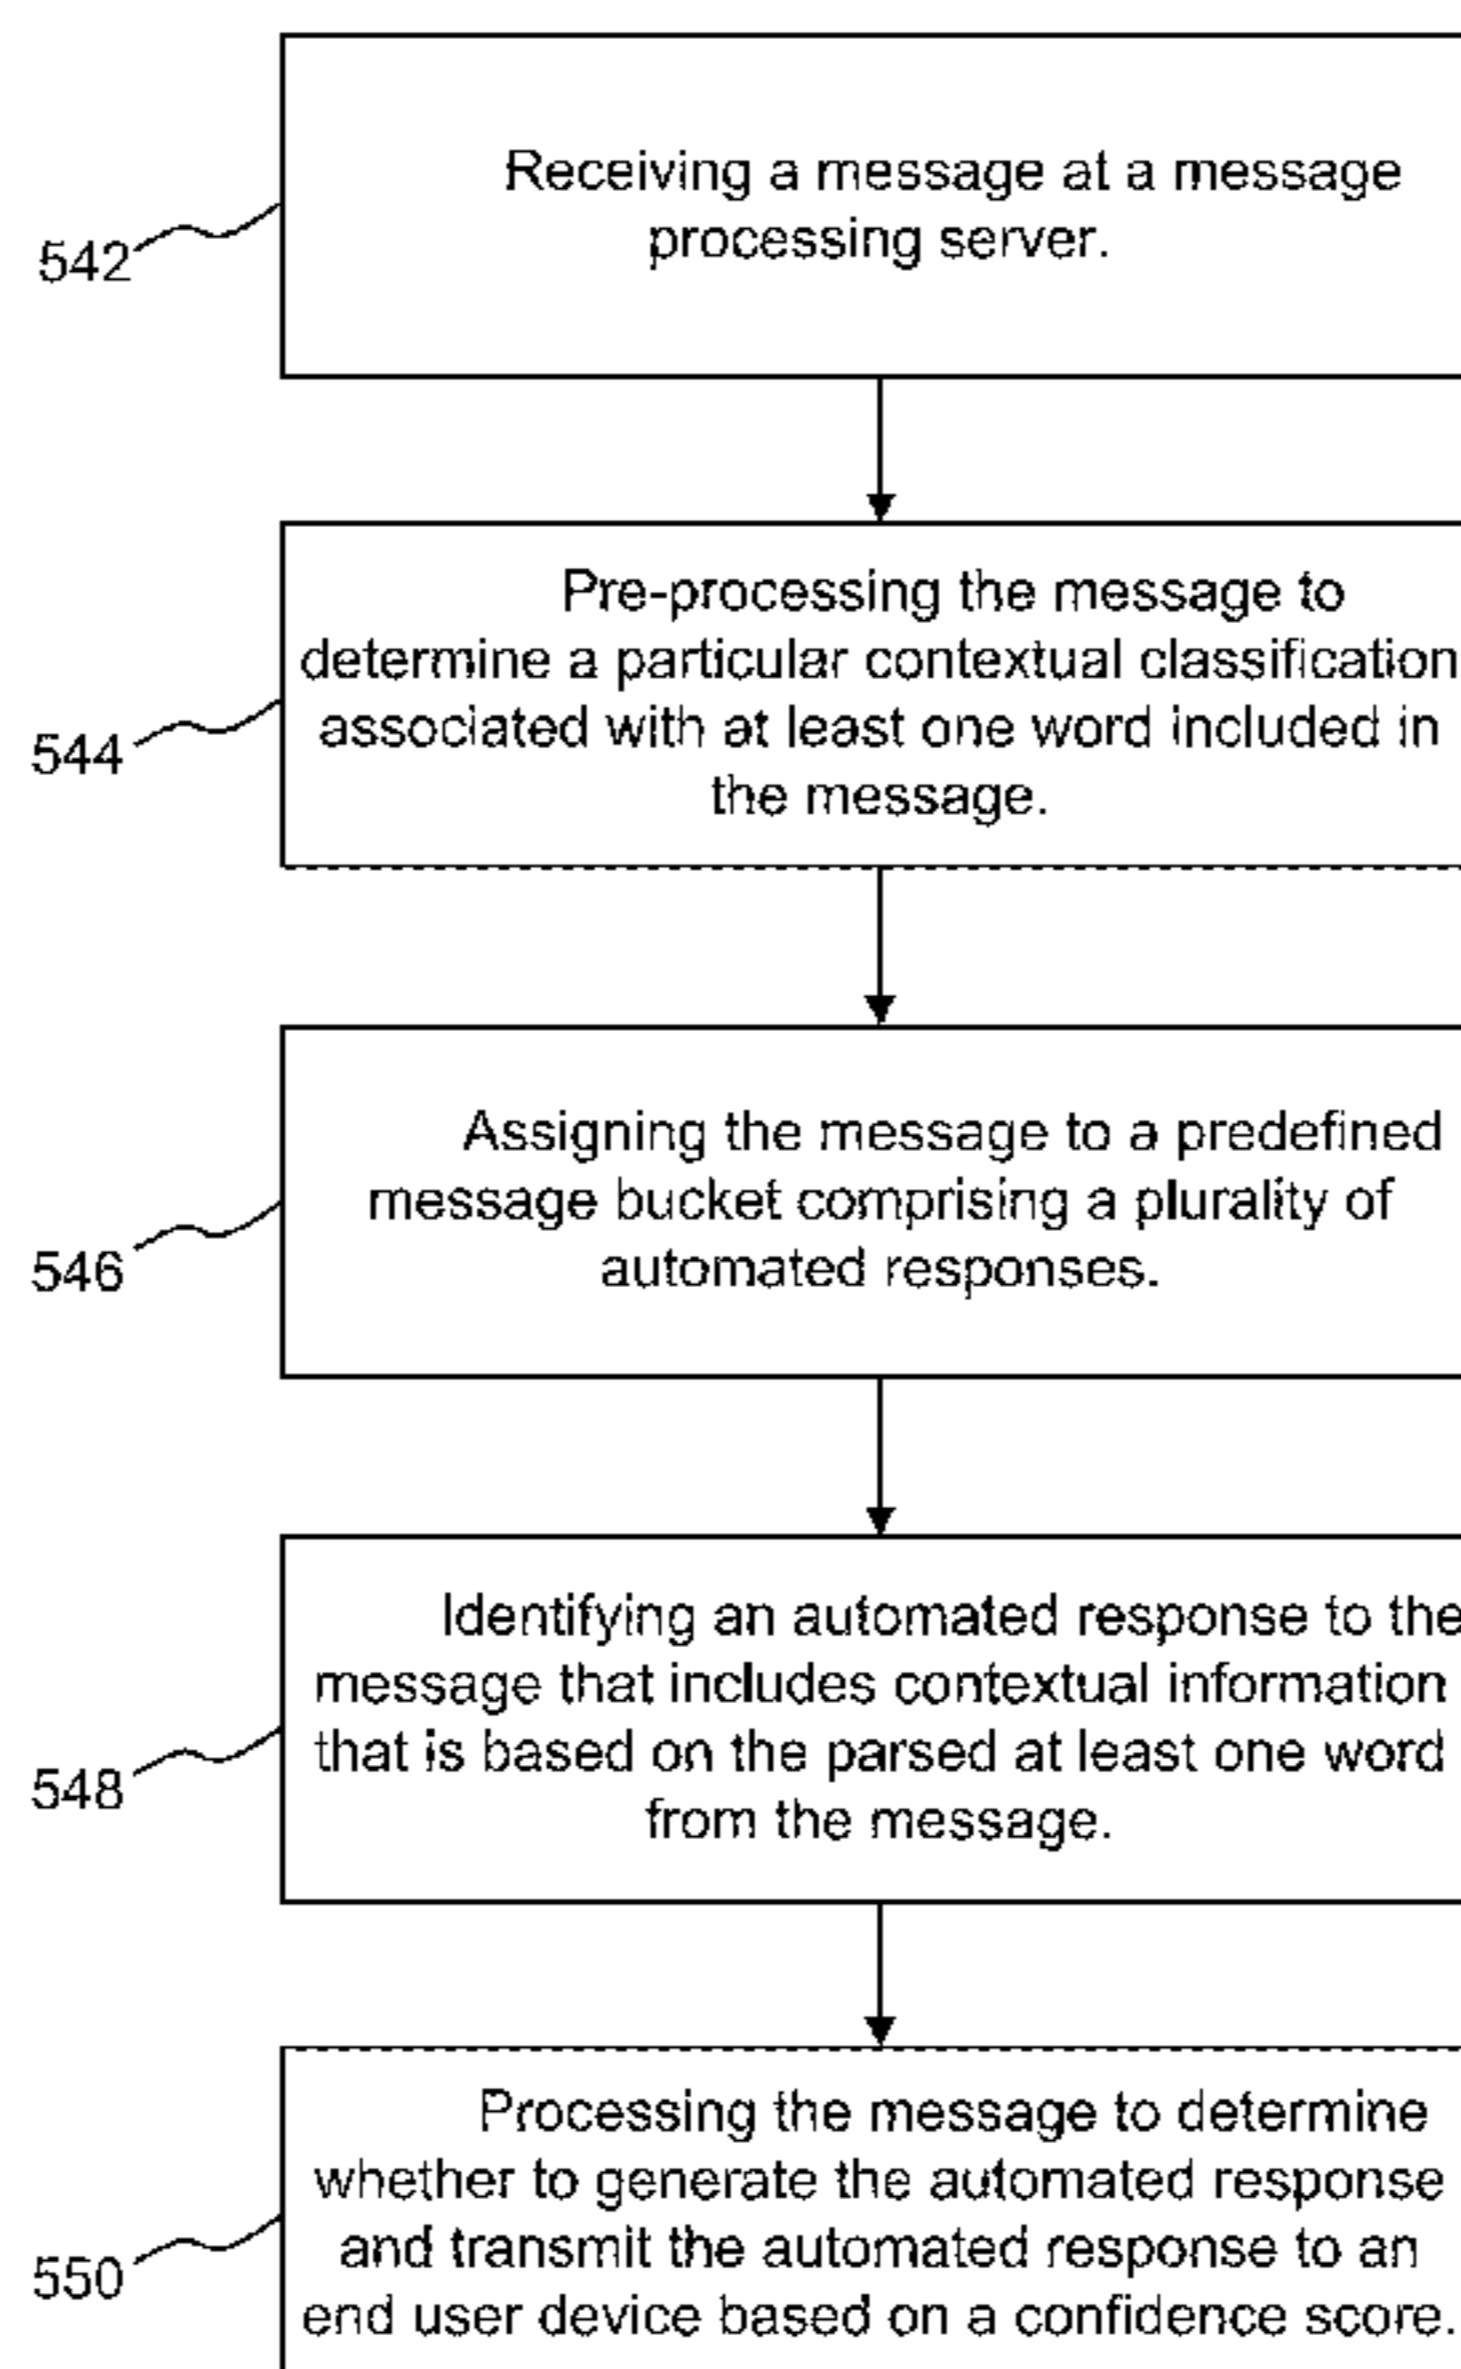 Receiving a message at a message
processing server.
542
Pre-processing the message to
determine a particular contextual classification
associated with at least one word included in
the message.
544
Assigning the message to a predefined
message bucket comprising a plurality of
automated responses.
546
Identifying an automated response to the
message that includes contextual information
that is based on the parsed at least one word
from the message.
548
Processing the message to determine
whether to generate the automated response
and transmit the automated response to an
end user device based on a confidence score.
550